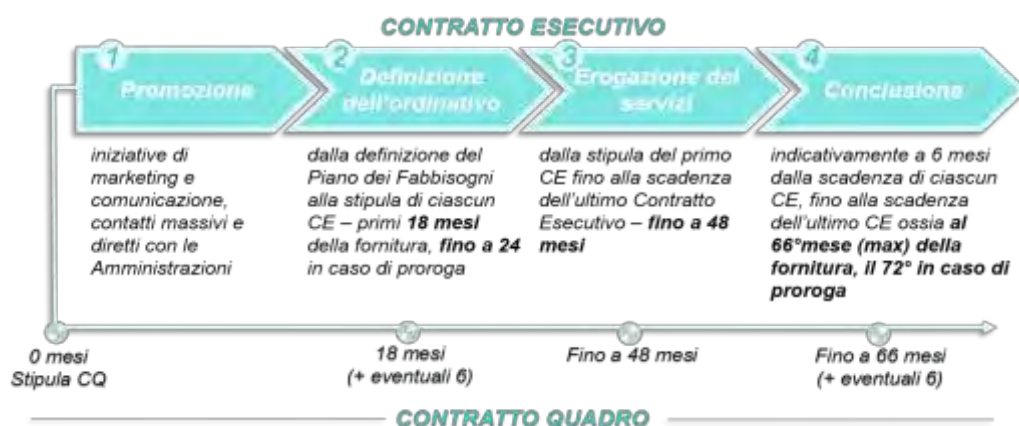 CONTRATTO ESECUTIVO
1
Promozione
2
Definizione
dell'ordinativo
3
Erogazione dei
servizi
4
Conclusione
iniziative di
marketing e
comunicazione,
contatti massivi e
diretti con le
Amministrazioni
dalla definizione del
Piano dei Fabbisogni
alla stipula di ciascun
CE – primi 18 mesi
della fornitura, fino a 24
in caso di proroga
dalla stipula del primo
CE fino alla scadenza
dell'ultimo Contratto
Esecutivo – fino a 48
mesi
indicativamente a 6 mesi
dalla scadenza di ciascun
CE, fino alla scadenza
dell'ultimo CE ossia al
66°mese (max) della
fornitura, il 72° in caso di
proroga
0 mesi
Stipula CQ
18 mesi
(+ eventuali 6)
Fino a 48 mesi
Fino a 66 mesi
(+ eventuali 6)
CONTRATTO QUADRO